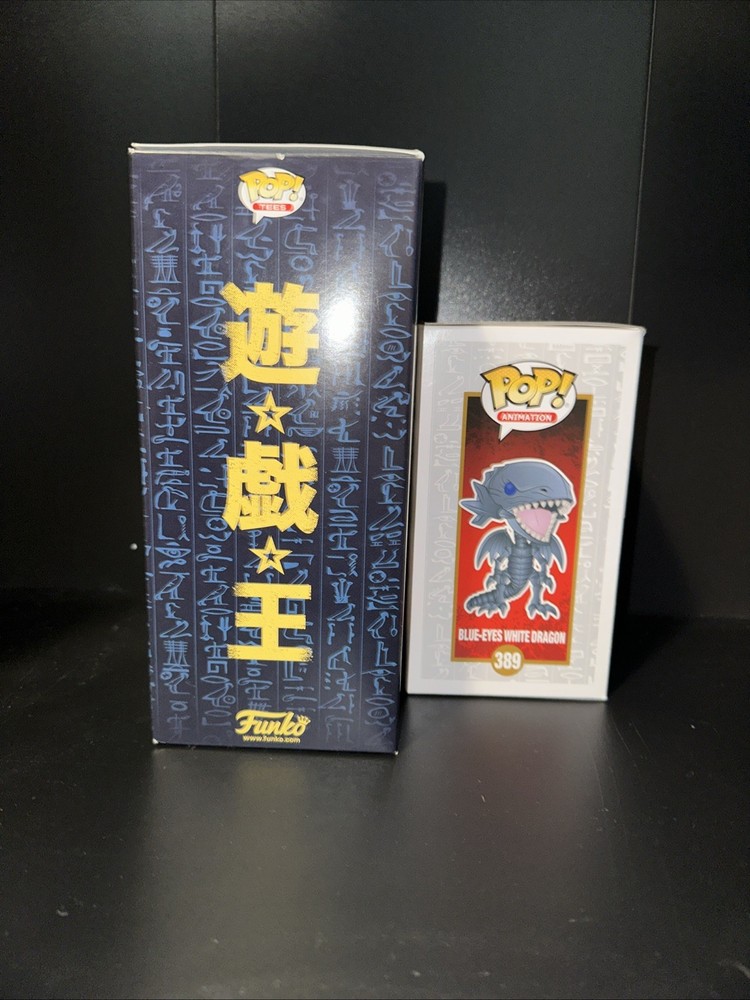 POP!
TEES
遊
☆
戯
☆
王
Funko
www.funko.com
POP!
ANIMATION
BLUE-EYES WHITE DRAGON
389